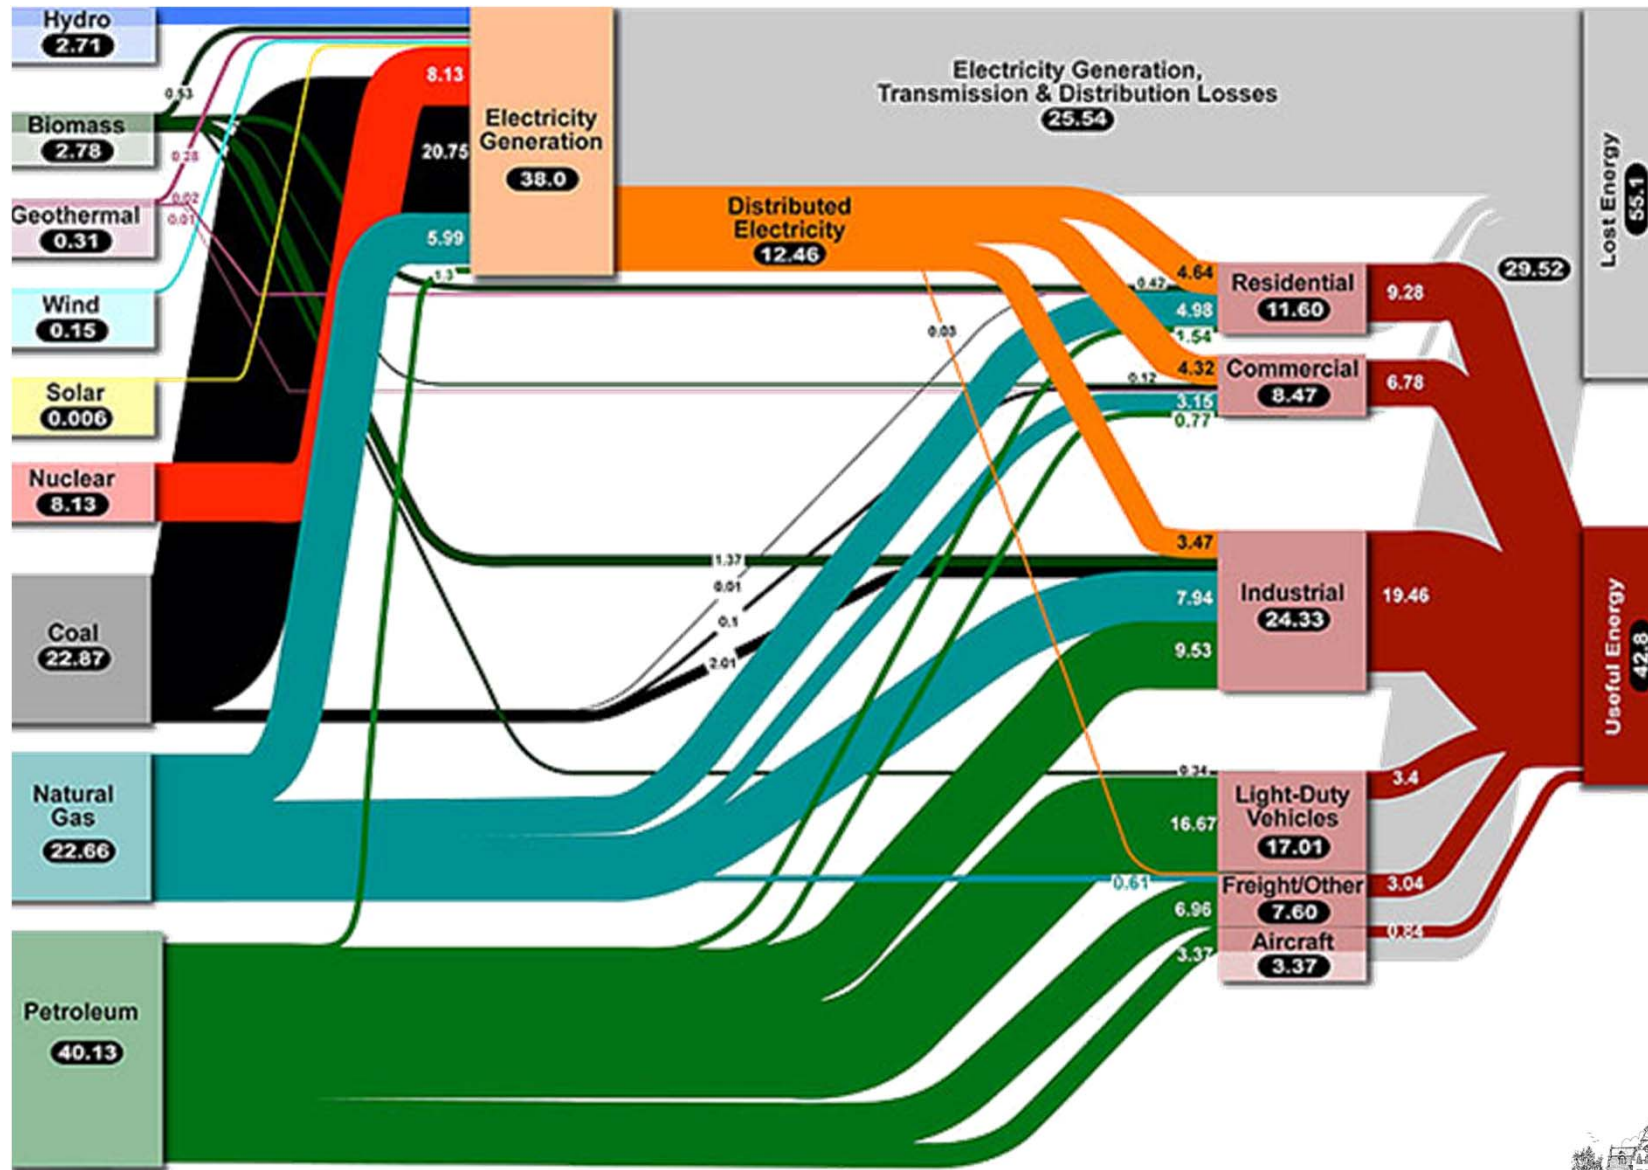 Hydro
2.71
0.53
Biomass
2.78
0.28
0.02
0.01
Geothermal
0.31
Wind
0.15
Solar
0.006
Nuclear
8.13
Coal
22.87
Natural
Gas
22.66
Petroleum
40.13
8.13
20.75
5.99
1.3
Electricity
Generation
38.0
Electricity Generation,
Transmission & Distribution Losses
25.54
Distributed
Electricity
12.46
0.03
1.37
0.01
0.1
2.01
4.64
0.42
4.98
1.54
4.32
0.12
3.15
0.77
3.47
7.94
9.53
0.34
16.67
0.61
6.96
3.37
Residential
11.60
Commercial
8.47
Industrial
24.33
Light-Duty
Vehicles
17.01
Freight/Other
7.60
Aircraft
3.37
9.28
6.78
19.46
3.4
3.04
0.84
29.52
Lost Energy
55.1
Useful Energy
42.8